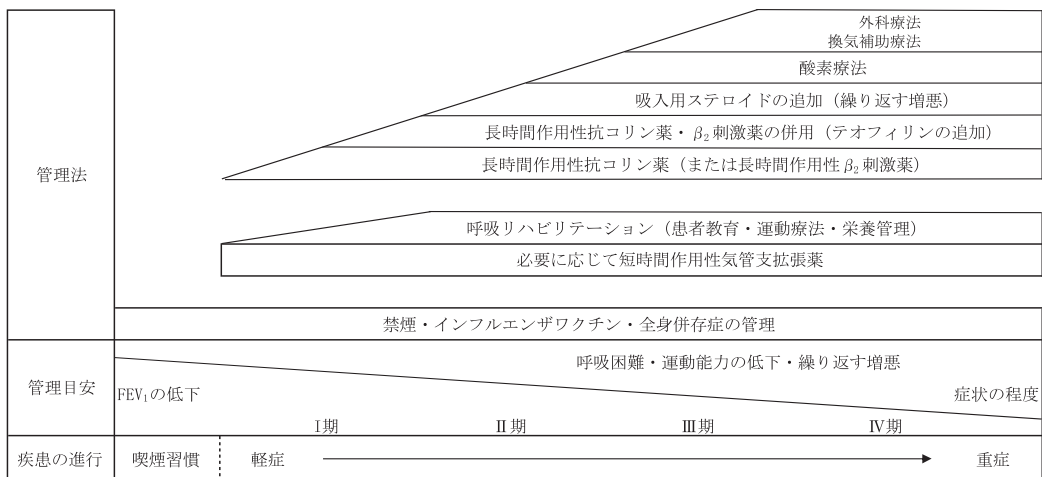 管理法
外科療法
換気補助療法
酸素療法
吸入用ステロイドの追加（繰り返す増悪）
長時間作用性抗コリン薬・β₂刺激薬の併用（テオフィリンの追加）
長時間作用性抗コリン薬（または長時間作用性β₂刺激薬）
呼吸リハビリテーション（患者教育・運動療法・栄養管理）
必要に応じて短時間作用性気管支拡張薬
禁煙・インフルエンザワクチン・全身併存症の管理
管理目安
呼吸困難・運動能力の低下・繰り返す増悪
FEV₁の低下
症状の程度
Ⅰ期 Ⅱ期 Ⅲ期 Ⅳ期
疾患の進行 喫煙習慣 軽症 重症